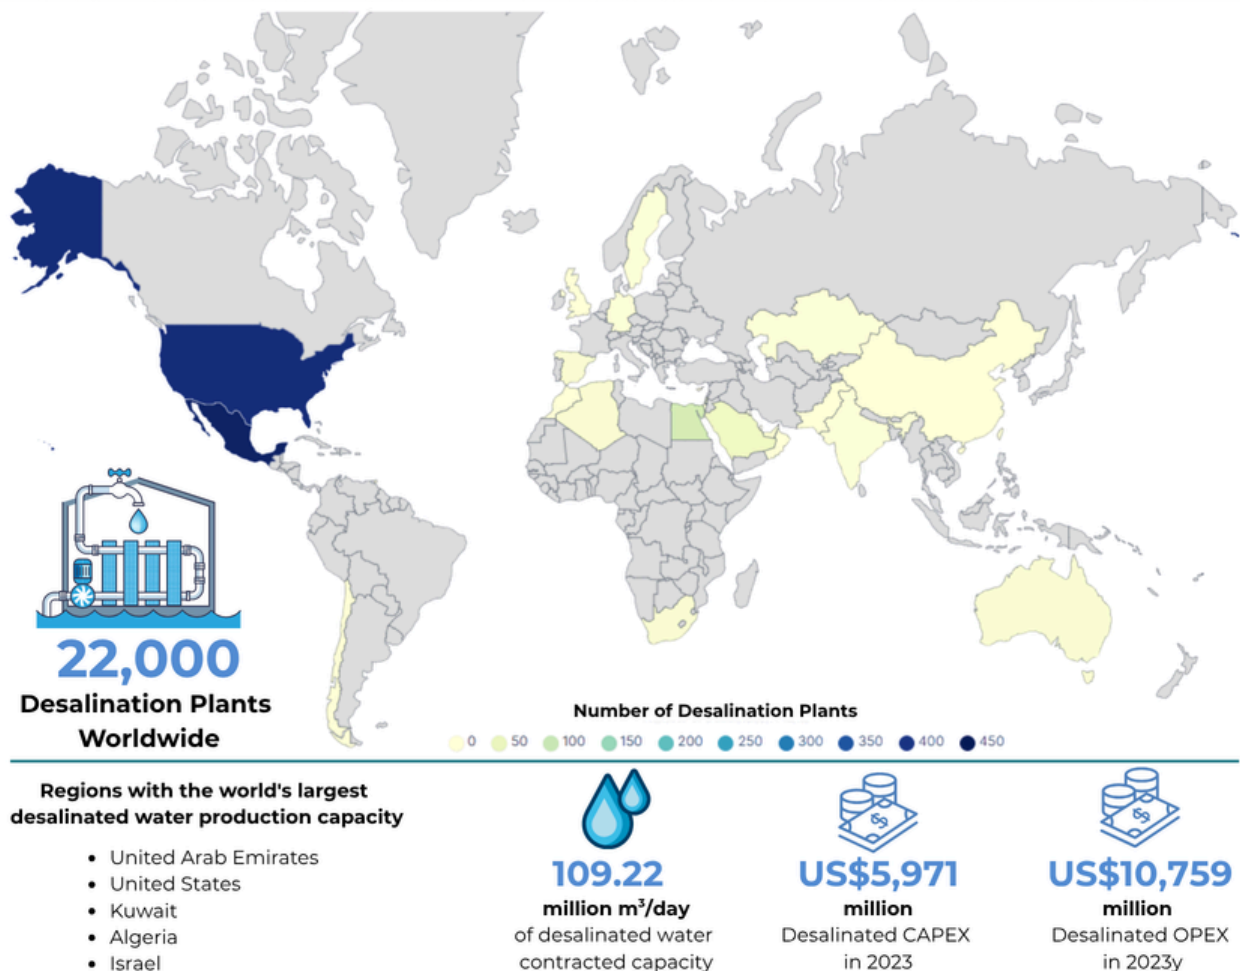 22,000
Desalination Plants
Worldwide
Number of Desalination Plants
0 50 100 150 200 250 300 350 400 450
Regions with the world's largest
desalinated water production capacity
• United Arab Emirates
• United States
• Kuwait
• Algeria
• Israel
109.22
million m³/day
of desalinated water
contracted capacity
US$5,971
million
Desalinated CAPEX
in 2023
US$10,759
million
Desalinated OPEX
in 2023y